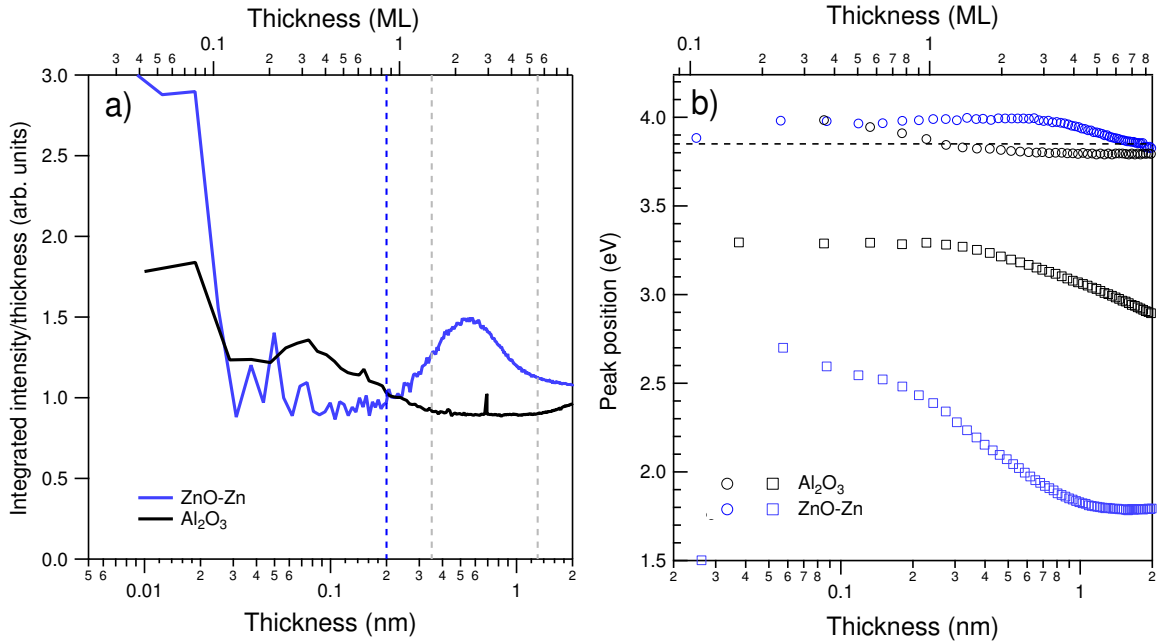 Thickness (ML)
3 4 5 6 0.1 2 3 4 5 6 1 2 3 4 5 6
3.0
2.5
2.0
1.5
1.0
0.5
0.0
Integrated intensity/thickness (arb. units)
a)
ZnO-Zn
Al₂O₃
5 6 0.01 2 3 4 5 6 0.1 2 3 4 5 6 1 2
Thickness (nm)
Thickness (ML)
0.1 2 3 4 5 6 7 8 1 2 3 4 5 6 7 8
4.0
3.5
3.0
2.5
2.0
1.5
Peak position (eV)
b)
Al₂O₃
ZnO-Zn
2 3 4 5 6 7 8 0.1 2 3 4 5 6 7 8 1 2
Thickness (nm)